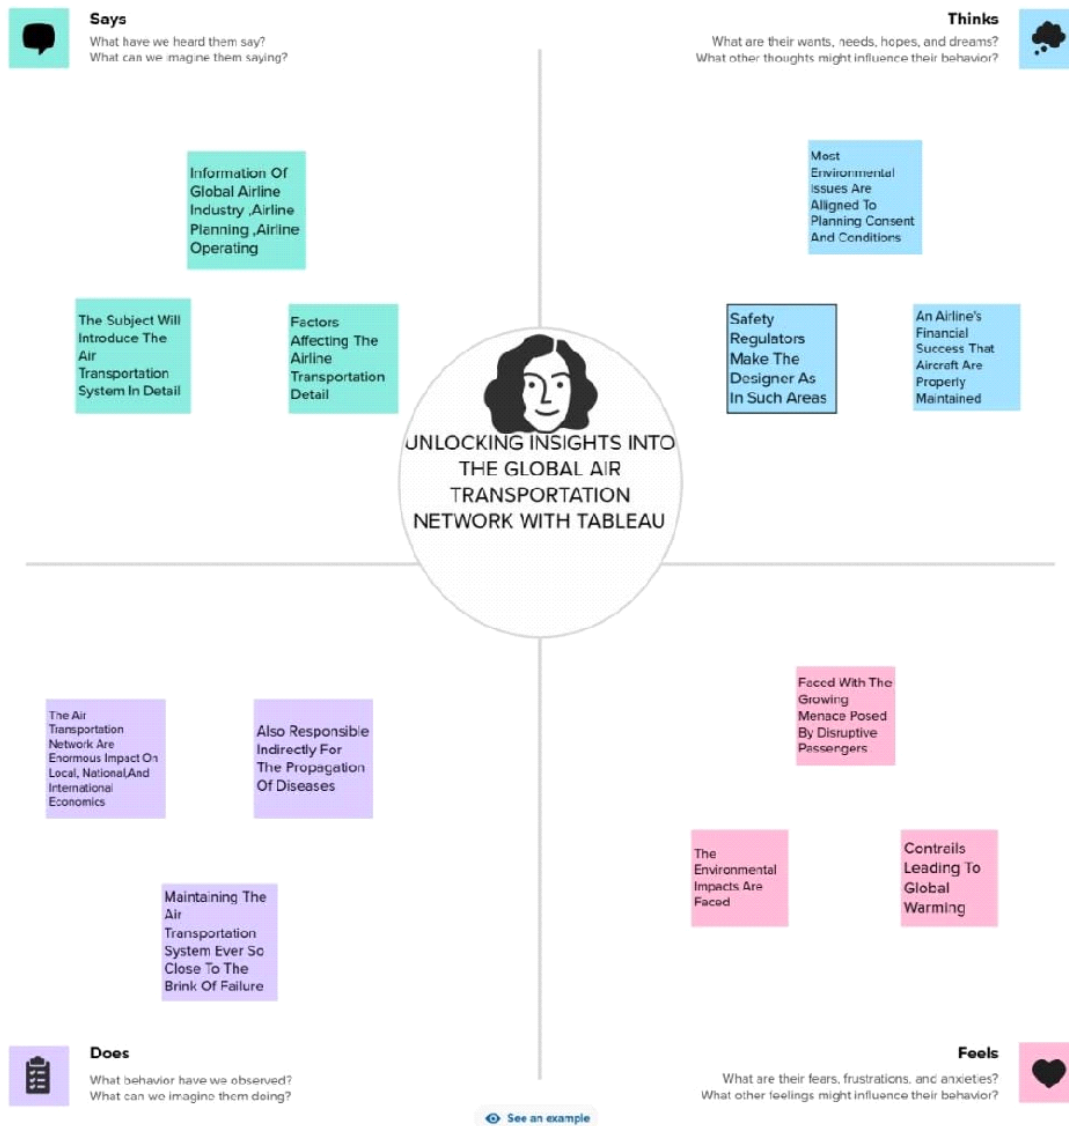 Says
What have we heard them say?
What can we imagine them saying?
Thinks
What are their wants, needs, hopes, and dreams?
What other thoughts might influence their behavior?
Information Of
Global Airline
Industry ,Airline
Planning ,Airline
Operating
The Subject Will
Introduce The
Air
Transportation
System In Detail
Factors
Affecting The
Airline
Transportation
Detail
Most
Environmental
Issues Are
Alligned To
Planning Consent
And Conditions
Safety
Regulators
Make The
Designer As
In Such Areas
An Airline's
Financial
Success That
Aircraft Are
Properly
Maintained
UNLOCKING INSIGHTS INTO
THE GLOBAL AIR
TRANSPORTATION
NETWORK WITH TABLEAU
The Air
Transportation
Network Are
Enormous Impact On
Local, National,And
International
Economics
Also Responsible
Indirectly For
The Propagation
Of Diseases
Maintaining The
Air
Transportation
System Ever So
Close To The
Brink Of Failure
Faced With The
Growing
Menace Posed
By Disruptive
Passengers
The
Environmental
Impacts Are
Faced
Contrails
Leading To
Global
Warming
Does
What behavior have we observed?
What can we imagine them doing?
Feels
What are their fears, frustrations, and anxieties?
What other feelings might influence their behavior?
See an example